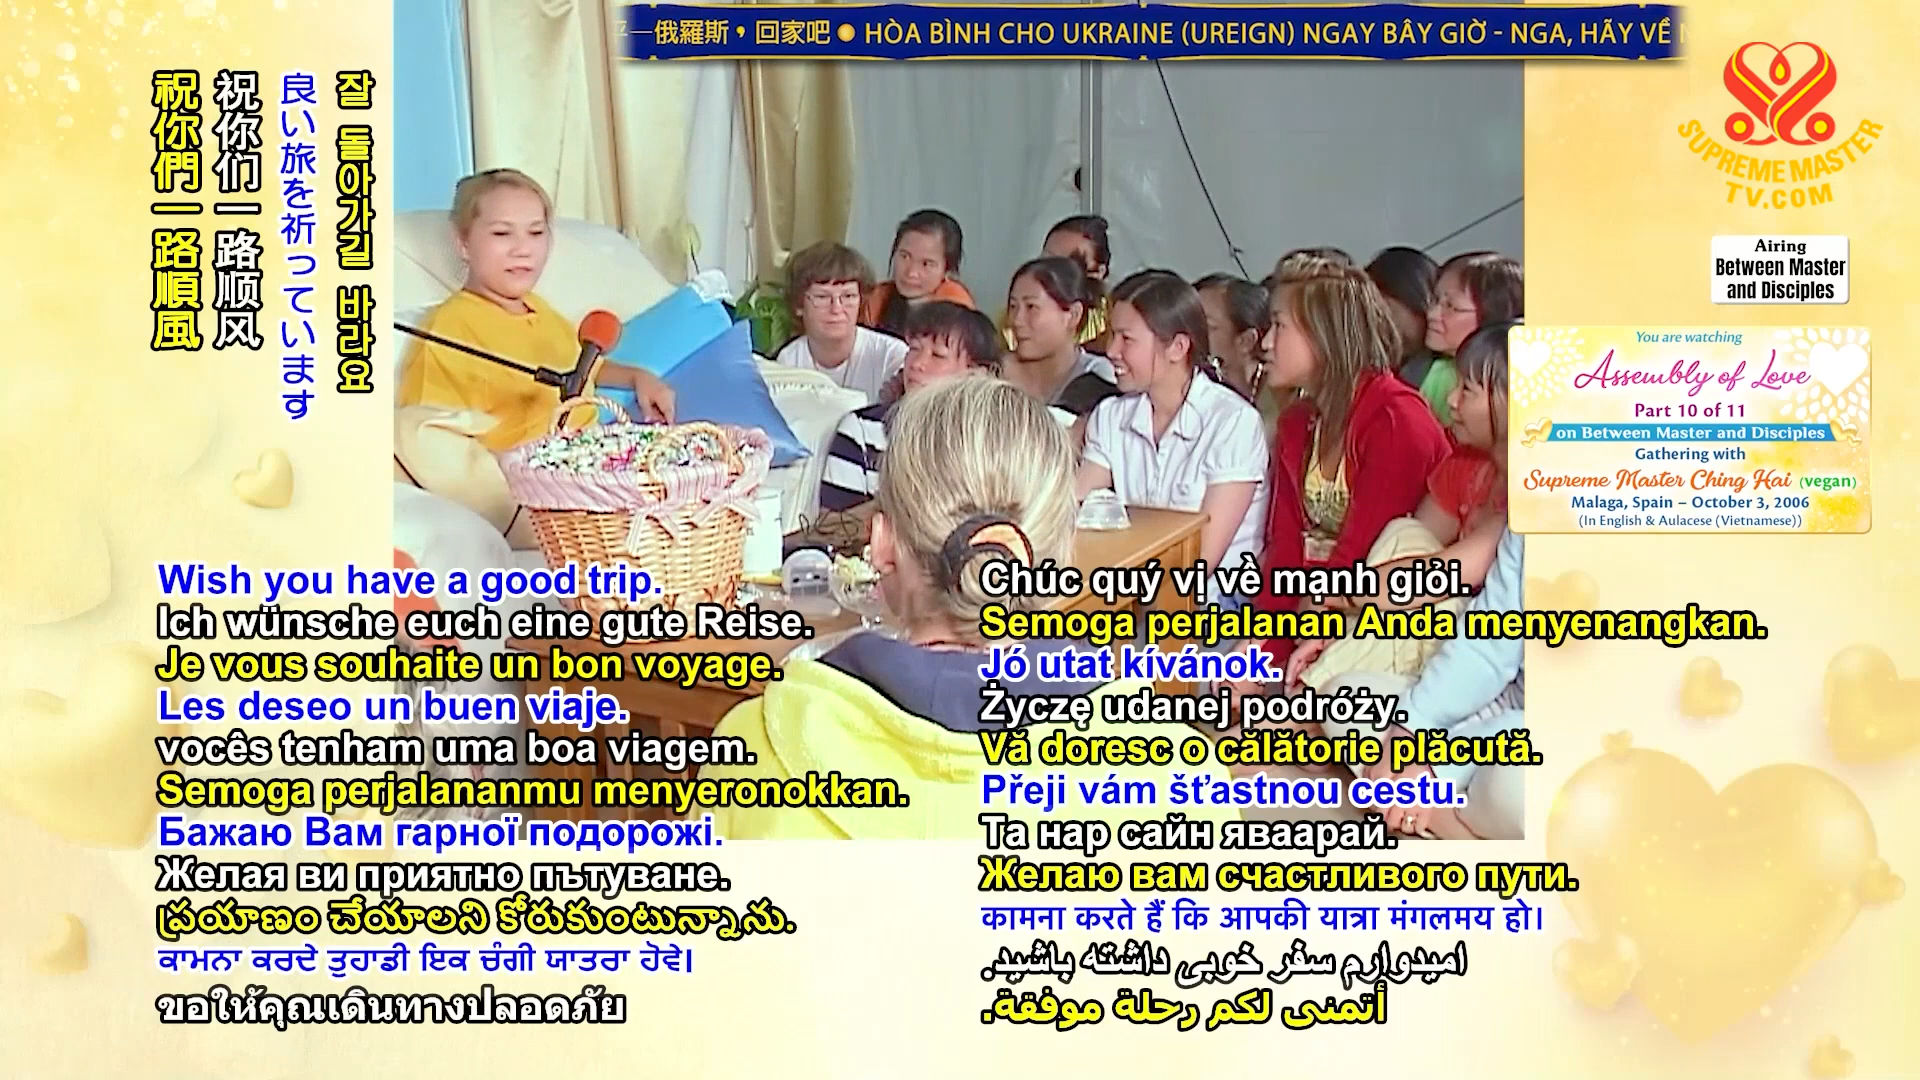 平—俄羅斯，回家吧 ● HÒA BÌNH CHO UKRAINE (UREIGN) NGAY BÂY GIỜ - NGA, HÃY VỀ
祝你們一路順風
祝你们一路顺风
良い旅を祈っています
잘 돌아가길 바라요
SUPREME MASTER
TV.COM
Airing
Between Master
and Disciples
You are watching
Assembly of Love
Part 10 of 11
on Between Master and Disciples
Gathering with
Supreme Master Ching Hai (vegan)
Malaga, Spain – October 3, 2006
(In English & Aulacese (Vietnamese))
Wish you have a good trip.
Ich wünsche euch eine gute Reise.
Je vous souhaite un bon voyage.
Les deseo un buen viaje.
vocês tenham uma boa viagem.
Semoga perjalananmu menyeronokkan.
Бажаю Вам гарної подорожі.
Желая ви приятно пътуване.
ప్రయాణం చేయాలని కోరుకుంటున్నాను.
ਕਾਮਨਾ ਕਰਦੇ ਤੁਹਾਡੀ ਇਕ ਚੰਗੀ ਯਾਤਰਾ ਹੋਵੇ।
ขอให้คุณเดินทางปลอดภัย
Chúc quý vị về mạnh giỏi.
Semoga perjalanan Anda menyenangkan.
Jó utat kívánok.
Życzę udanej podróży.
Vă doresc o călătorie plăcută.
Přeji vám šťastnou cestu.
Та нар сайн яваарай.
Желаю вам счастливого пути.
कामना करते हैं कि आपकी यात्रा मंगलमय हो।
امیدوارم سفر خوبی داشته باشید.
أتمنى لكم رحلة موفقة.